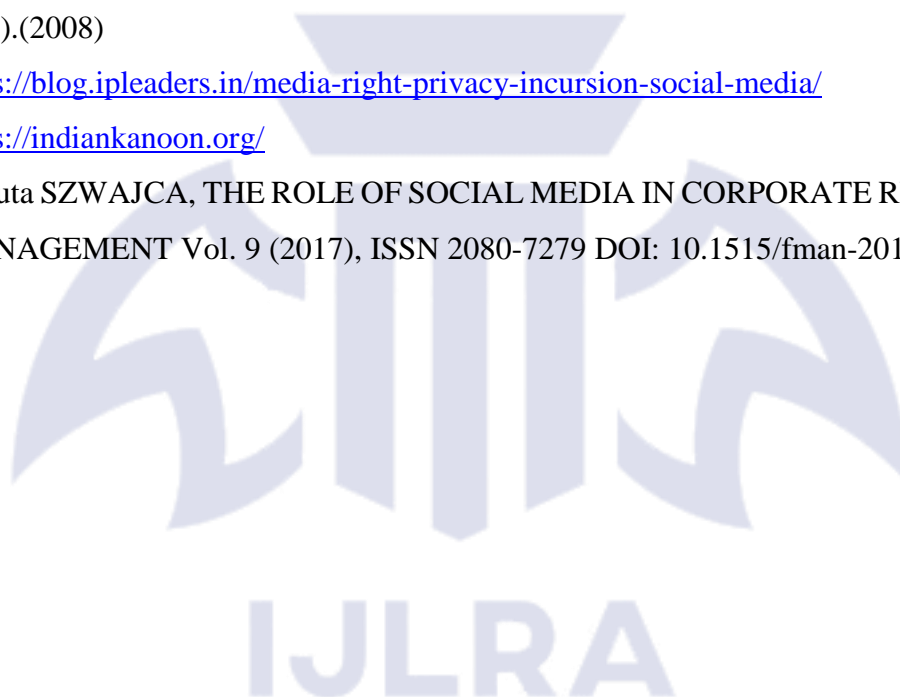 ).(2008)
s://blog.ipleaders.in/media-right-privacy-incursion-social-media/
s://indiankanoon.org/
uta SZWAJCA, THE ROLE OF SOCIAL MEDIA IN CORPORATE R
NAGEMENT Vol. 9 (2017), ISSN 2080-7279 DOI: 10.1515/fman-201
IJLRA